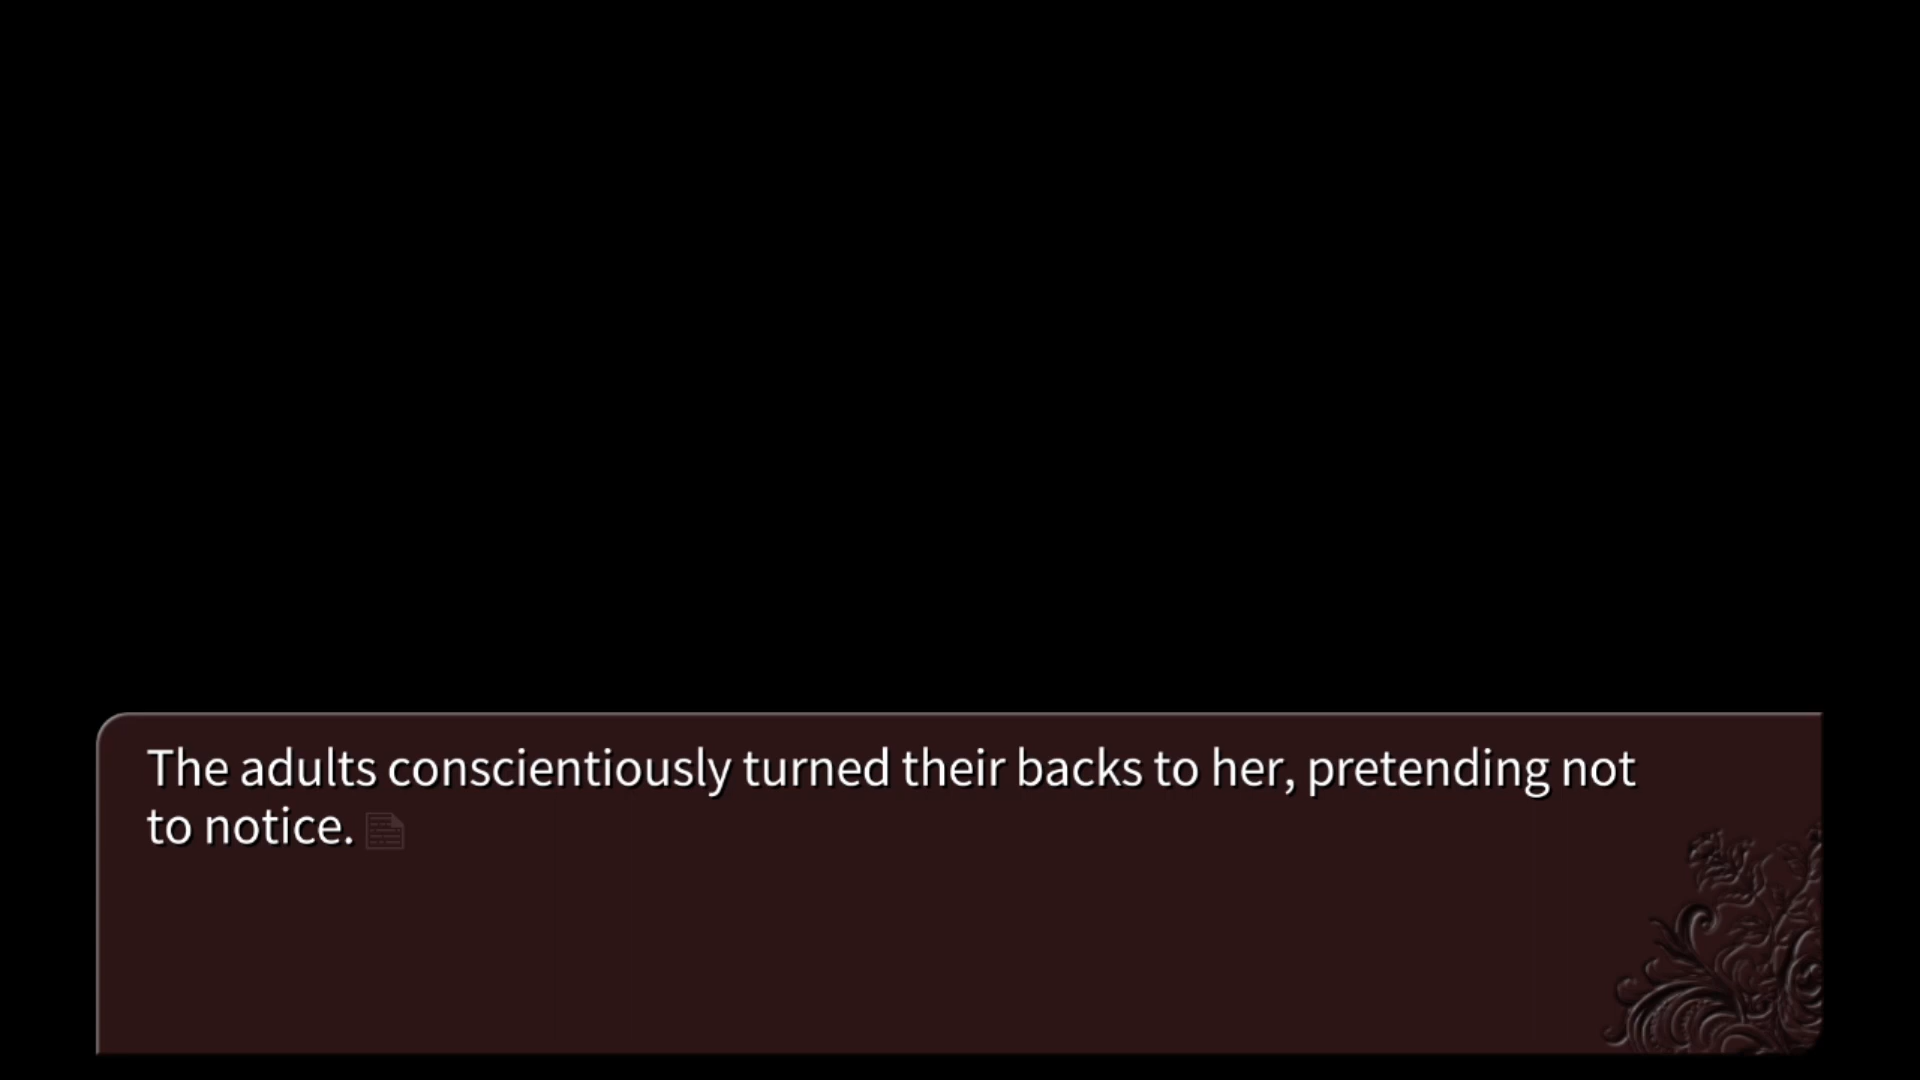 The adults conscientiously turned their backs to her, pretending not
to notice.